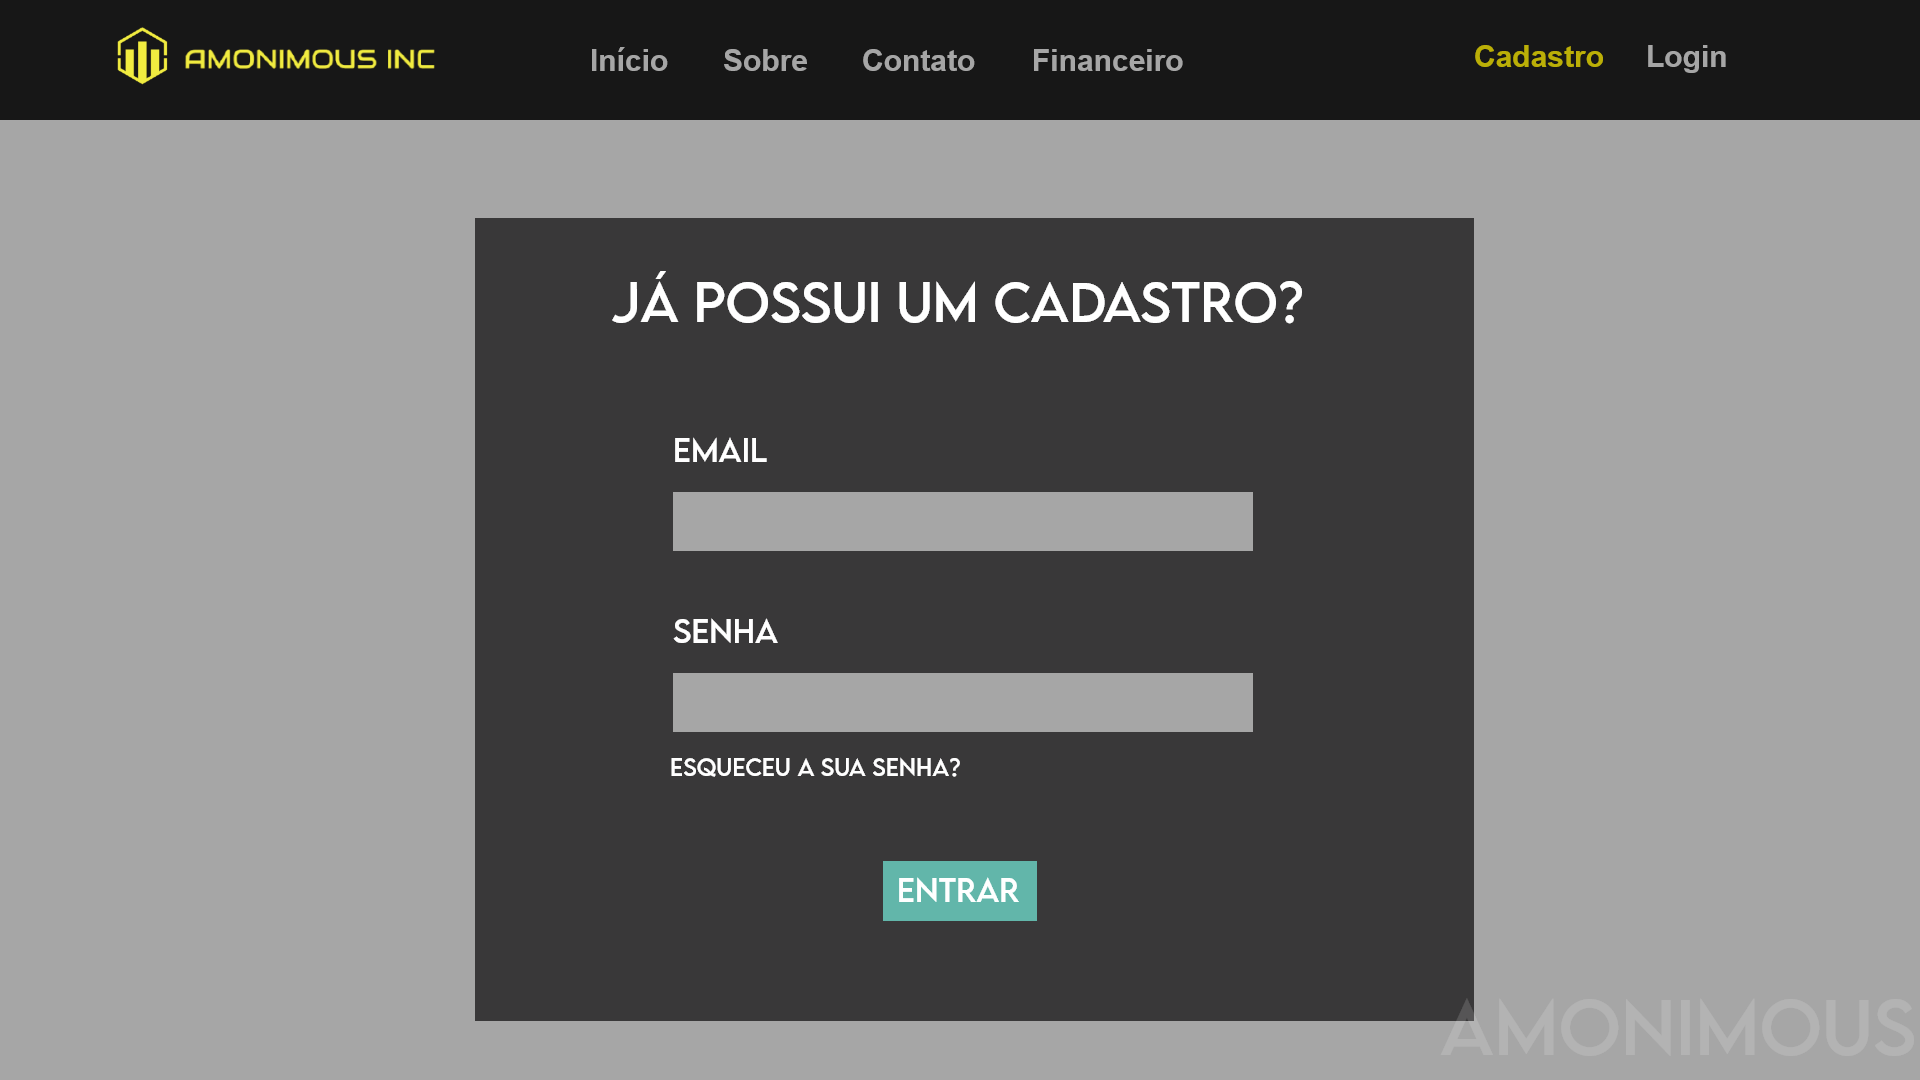 AMONIMOUS INC
Início Sobre Contato Financeiro Cadastro Login
JÁ POSSUI UM CADASTRO?
EMAIL
SENHA
ESQUECEU A SUA SENHA?
ENTRAR
AMONIMOUS